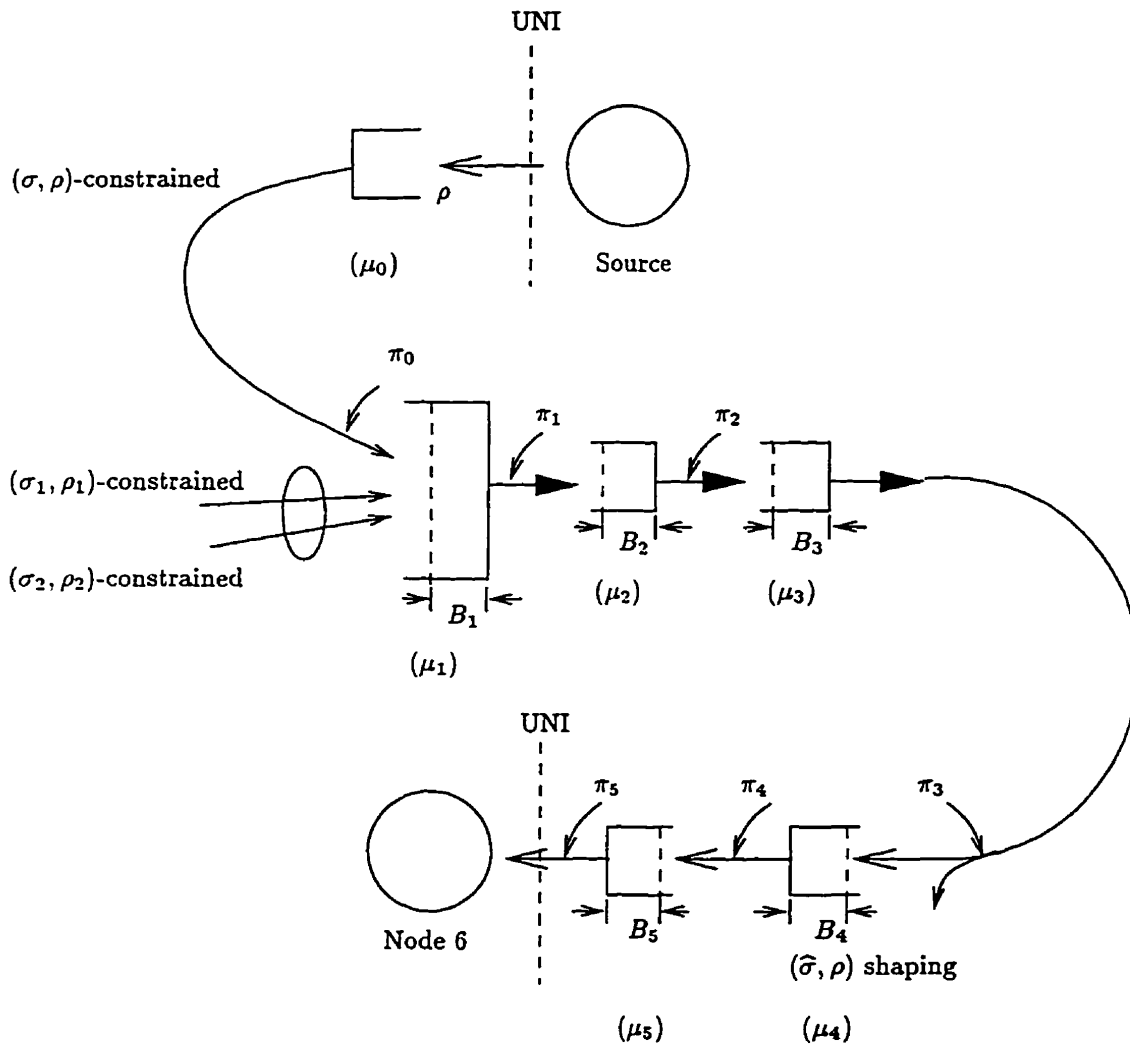 UNI
(σ, ρ)-constrained
ρ
(μ₀)
Source
π₀
π₁
π₂
(σ₁, ρ₁)-constrained
(σ₂, ρ₂)-constrained
B₁
B₂
B₃
(μ₁)
(μ₂)
(μ₃)
UNI
π₅
π₄
π₃
Node 6
B₅
B₄
(σ̂, ρ) shaping
(μ₅)
(μ₄)